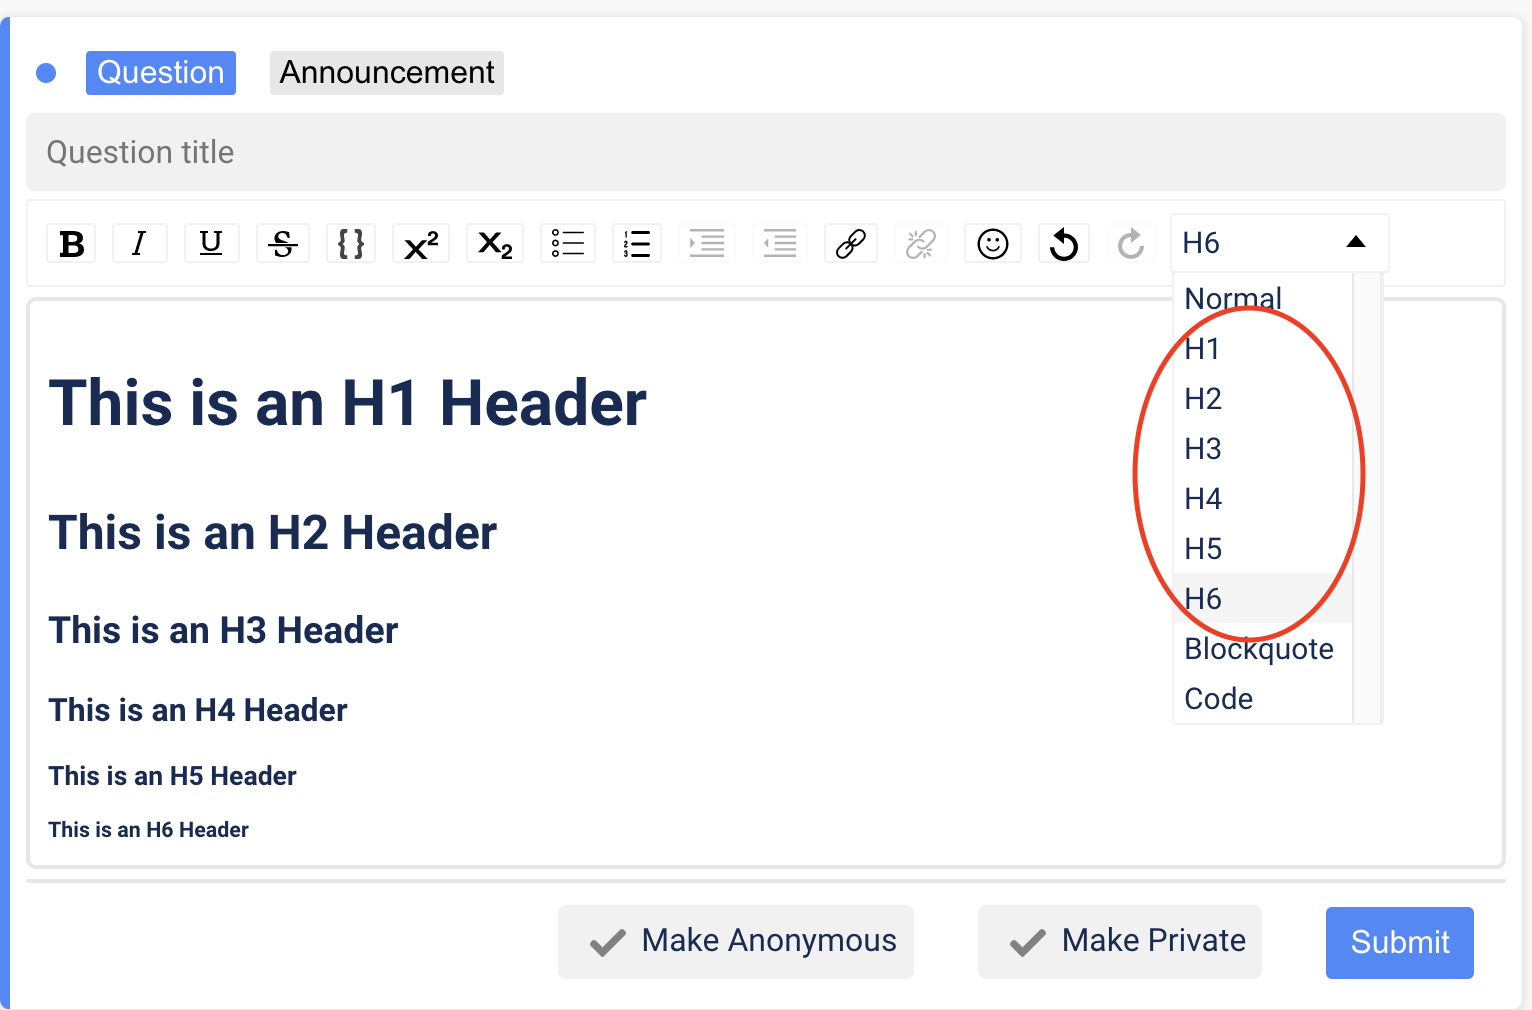 Question Announcement
Question title
B I U S { } X² X₂ H6
Normal
H1
H2
H3
H4
H5
H6
Blockquote
Code
This is an H1 Header
This is an H2 Header
This is an H3 Header
This is an H4 Header
This is an H5 Header
This is an H6 Header
Make Anonymous Make Private Submit